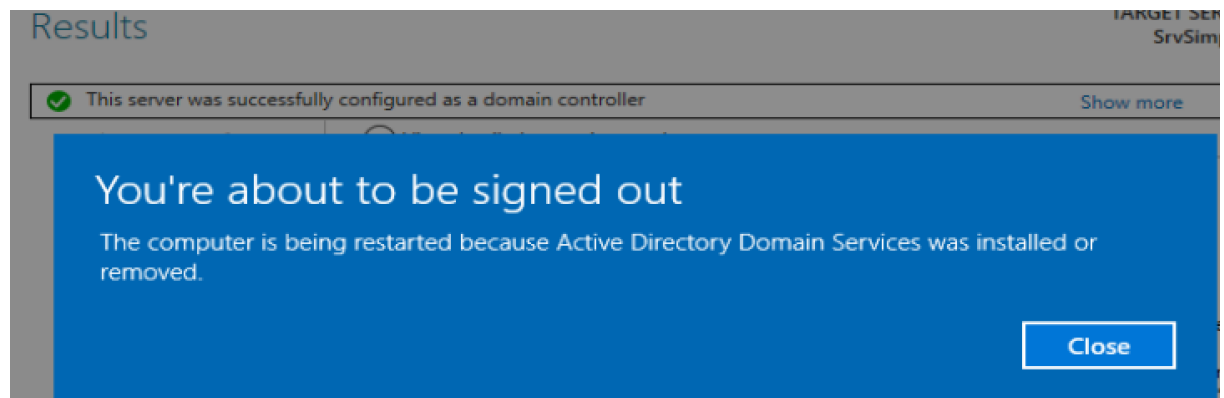 Results
TARGET SER
SrvSimp
This server was successfully configured as a domain controller
Show more
You're about to be signed out
The computer is being restarted because Active Directory Domain Services was installed or
removed.
Close